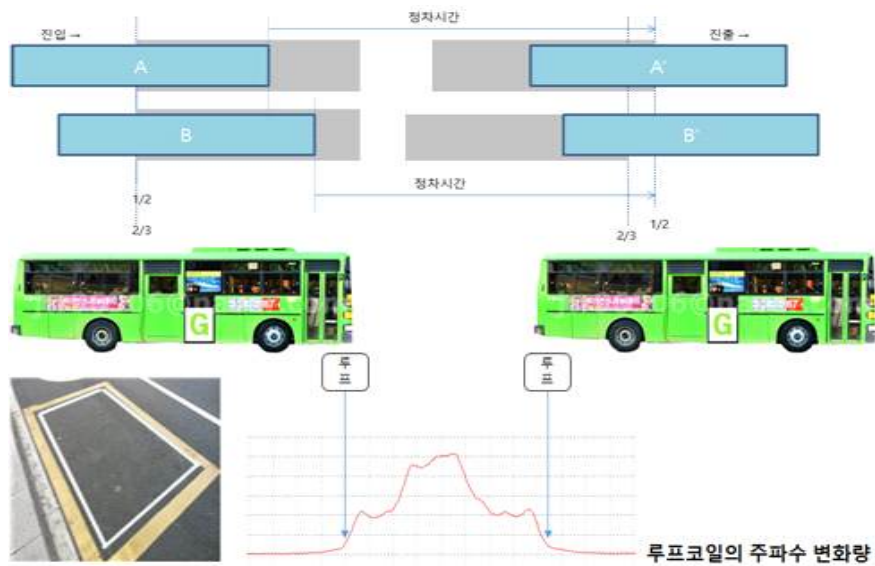 정차시간
진입 →
진출 →
A
A'
B
B'
정차시간
1/2
2/3
1/2
2/3
G
G
루
프
루
프
루프코일의 주파수 변화량